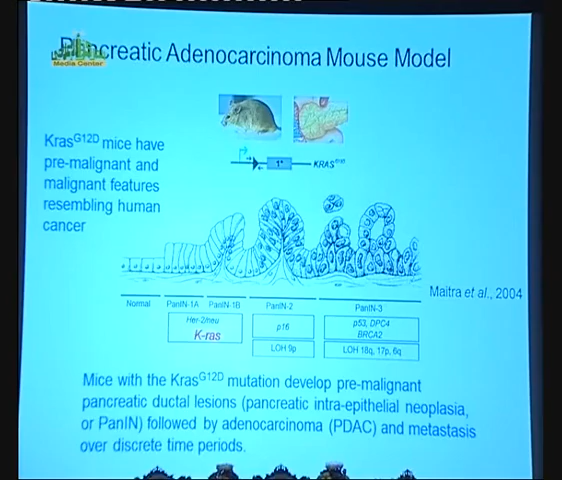 Pancreatic Adenocarcinoma Mouse Model
Media Center
Kras^G12D mice have
pre-malignant and
malignant features
resembling human
cancer
1*
Maitra et al., 2004
Normal PanIN-1A PanIN-1B PanIN-2 PanIN-3
Her-2/neu
K-ras
p16
LOH 9p
p53, DPC4
BRCA2
LOH 18q, 17p, 6q
Mice with the Kras^G12D mutation develop pre-malignant
pancreatic ductal lesions (pancreatic intra-epithelial neoplasia,
or PanIN) followed by adenocarcinoma (PDAC) and metastasis
over discrete time periods.